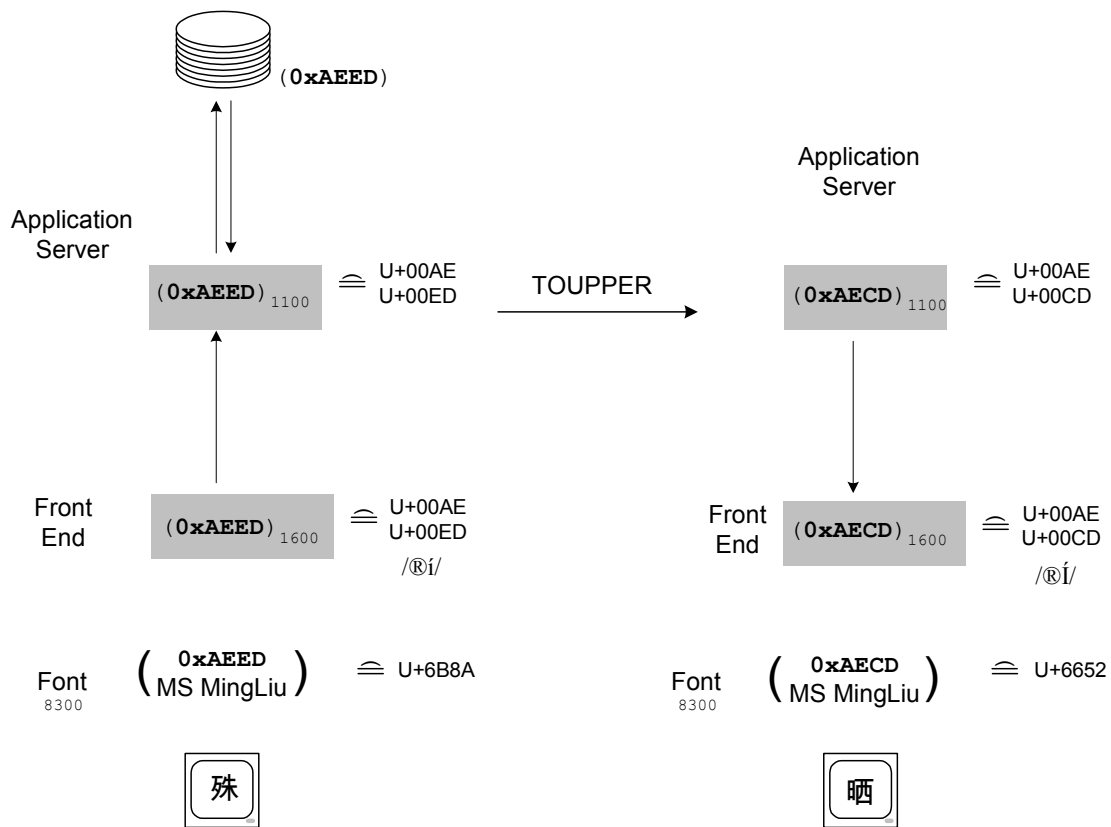 (0xAEED)
Application
Server
(0xAEED) 1100
≘ U+00AE
U+00ED
TOUPPER
Application
Server
(0xAECD) 1100
≘ U+00AE
U+00CD
Front
End
(0xAEED) 1600
≘ U+00AE
U+00ED
/®í/
Front
End
(0xAECD) 1600
≘ U+00AE
U+00CD
/®Í/
Font
8300
(0xAEED
MS MingLiu)
≘ U+6B8A
Font
8300
(0xAECD
MS MingLiu)
≘ U+6652
殊
晒